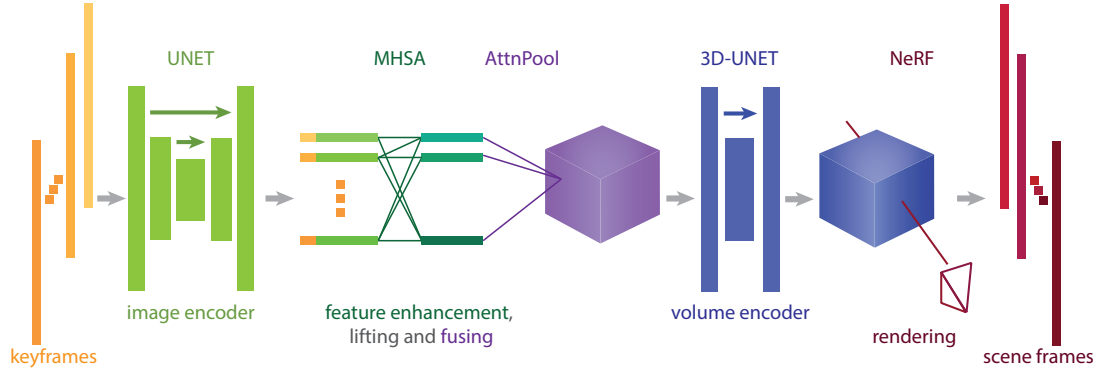 UNET
MHSA
AttnPool
3D-UNET
NeRF
image encoder
feature enhancement,
lifting and fusing
volume encoder
rendering
keyframes
scene frames